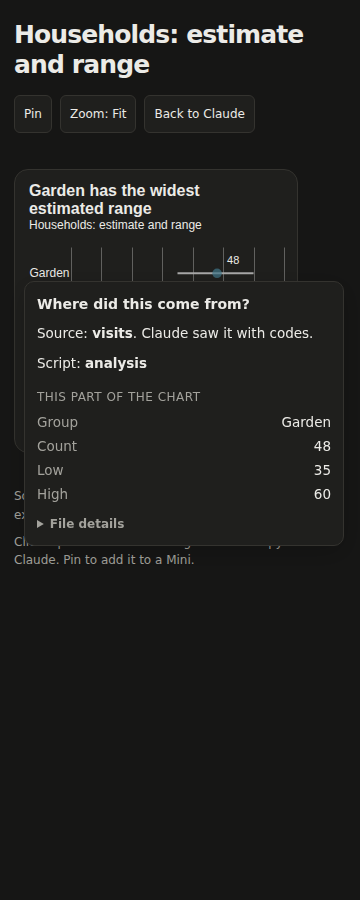 Households: estimate
and range
Pin
Zoom: Fit
Back to Claude
Garden has the widest
estimated range
Households: estimate and range
48
Garden
Where did this come from?
Source: visits. Claude saw it with codes.
Script: analysis
THIS PART OF THE CHART
Group Garden
Count 48
Low 35
High 60
File details
Claude. Pin to add it to a Mini.